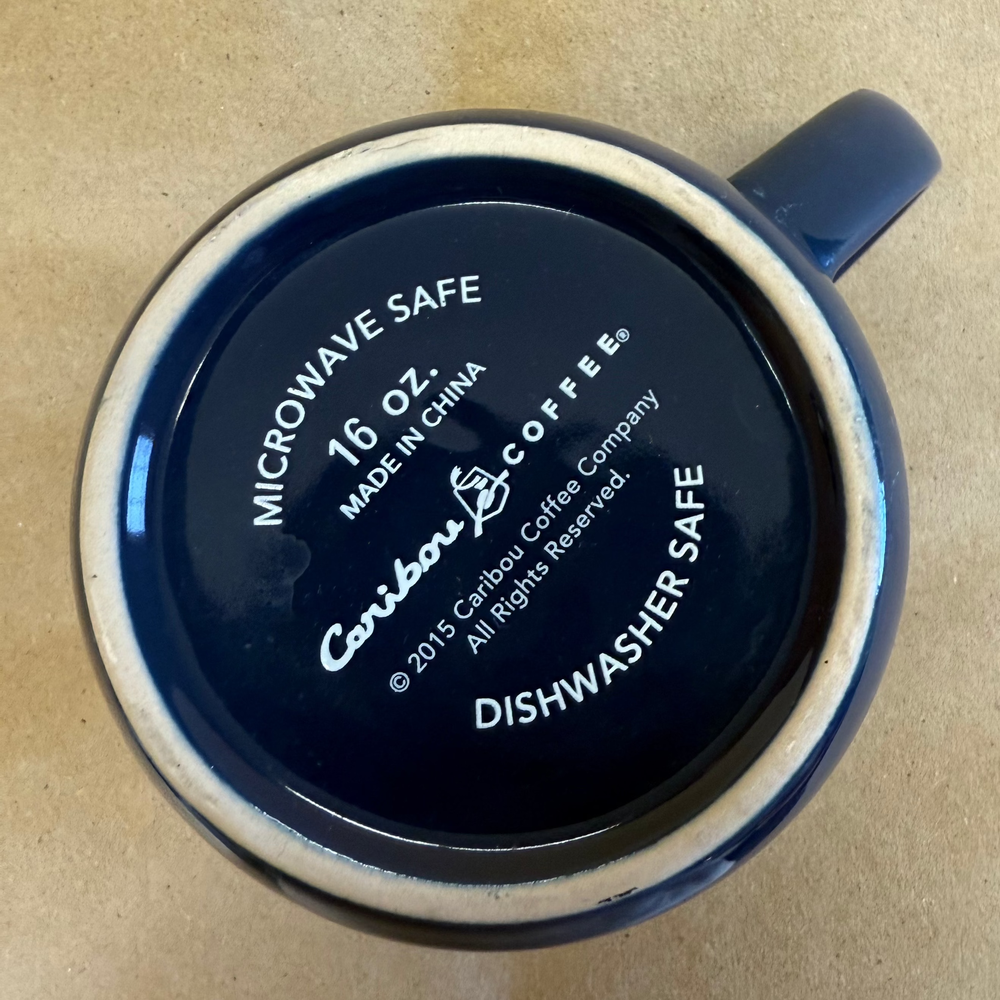 MICROWAVE SAFE
16 OZ.
MADE IN CHINA
Caribou COFFEE®
© 2015 Caribou Coffee Company
All Rights Reserved.
DISHWASHER SAFE